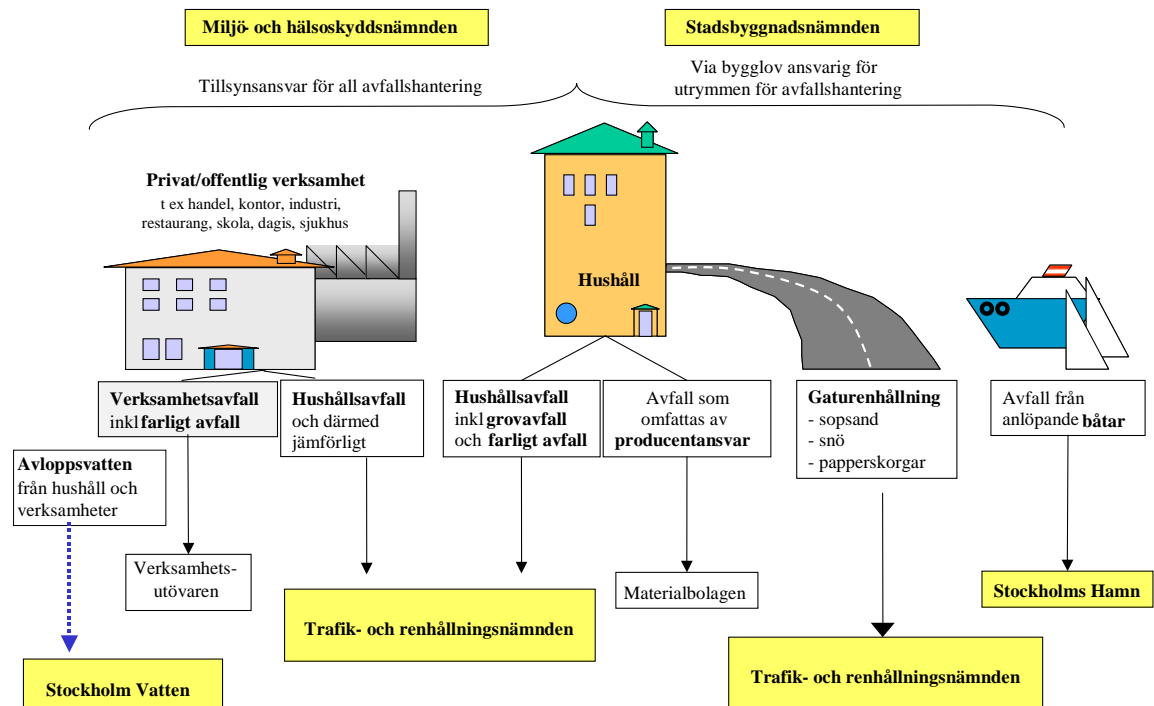 Miljö- och hälsoskyddsnämnden
Stadsbyggnadsnämnden
Tillsynsansvar för all avfallshantering
Via bygglov ansvarig för
utrymmen för avfallshantering
Privat/offentlig verksamhet
t ex handel, kontor, industri,
restaurang, skola, dagis, sjukhus
Hushåll
Verksamhetsavfall
inkl farligt avfall
Hushållsavfall
och därmed
jämförligt
Hushållsavfall
inkl grovavfall
och farligt avfall
Avfall som
omfattas av
producentansvar
Gaturenhållning
- sopsand
- snö
- papperskorgar
Avfall från
anlöpande båtar
Avloppsvatten
från hushåll och
verksamheter
Verksamhets-
utövaren
Materialbolagen
Stockholms Hamn
Trafik- och renhållningsnämnden
Trafik- och renhållningsnämnden
Stockholm Vatten